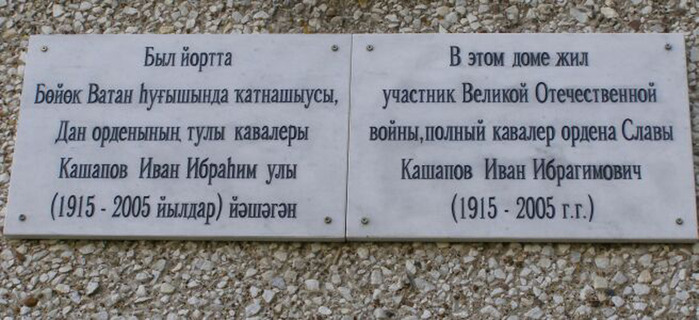 Был йортта
Бөйөк Ватан һуғышында ҡатнашыусы,
Дан орденының тулы кавалеры
Кашапов Иван Ибраһим улы
(1915 - 2005 йылдар) йәшәгән
В этом доме жил
участник Великой Отечественной
войны,полный кавалер ордена Славы
Кашапов Иван Ибрагимович
(1915 - 2005 г.г.)